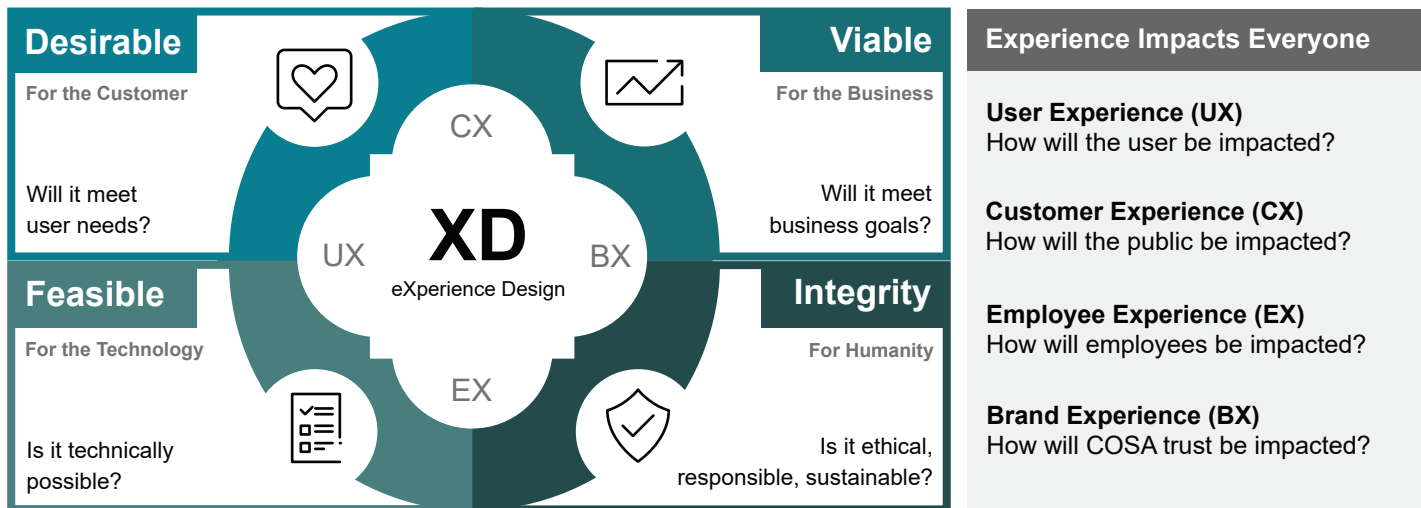 Desirable
For the Customer
Will it meet
user needs?
Viable
For the Business
Will it meet
business goals?
CX
UX
XD
eXperience Design
BX
EX
Feasible
For the Technology
Is it technically
possible?
Integrity
For Humanity
Is it ethical,
responsible, sustainable?
Experience Impacts Everyone
User Experience (UX)
How will the user be impacted?
Customer Experience (CX)
How will the public be impacted?
Employee Experience (EX)
How will employees be impacted?
Brand Experience (BX)
How will COSA trust be impacted?